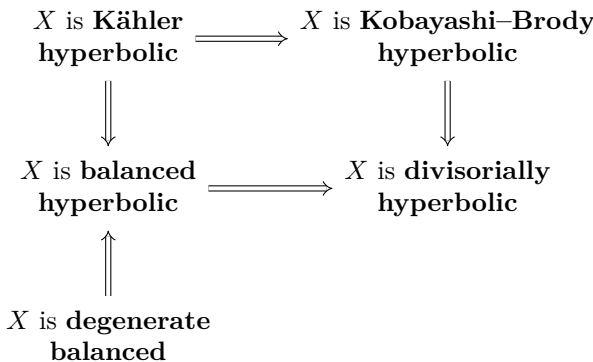 X is Kähler
hyperbolic
X is Kobayashi–Brody
hyperbolic
X is balanced
hyperbolic
X is divisorially
hyperbolic
X is degenerate
balanced